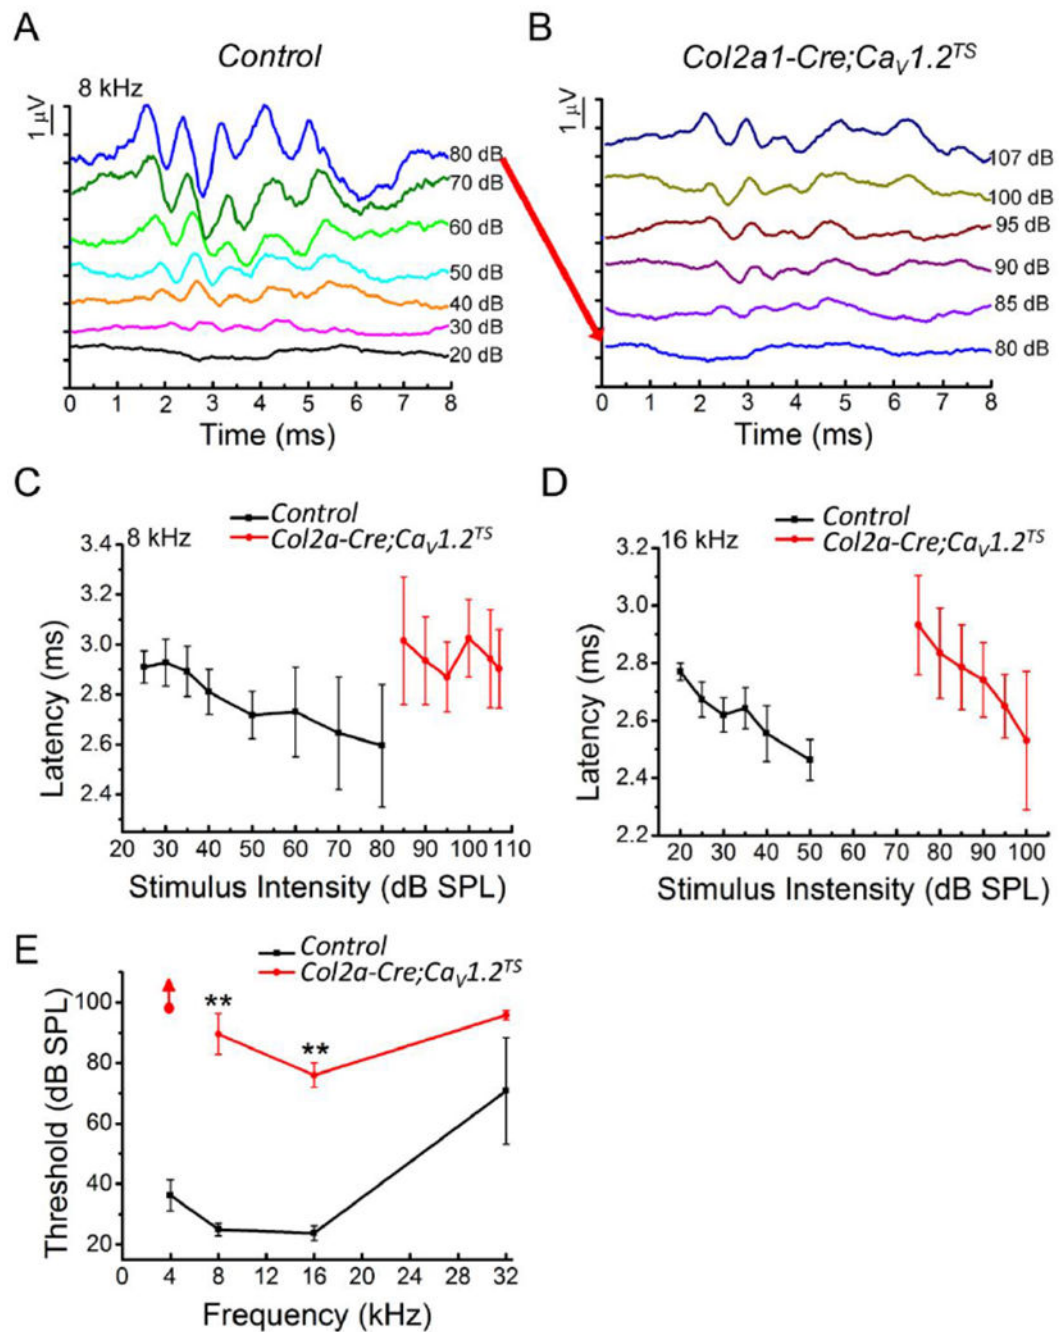 A
Control
8 kHz
1 μV
80 dB
70 dB
60 dB
50 dB
40 dB
30 dB
20 dB
0 1 2 3 4 5 6 7 8
Time (ms)
B
Col2a1-Cre;CaV1.2TS
1 μV
107 dB
100 dB
95 dB
90 dB
85 dB
80 dB
0 1 2 3 4 5 6 7 8
Time (ms)
C
Control
Col2a-Cre;CaV1.2TS
8 kHz
3.4
3.2
3.0
2.8
2.6
2.4
Latency (ms)
20 30 40 50 60 70 80 90 100 110
Stimulus Intensity (dB SPL)
D
Control
Col2a-Cre;CaV1.2TS
16 kHz
3.2
3.0
2.8
2.6
2.4
2.2
Latency (ms)
20 30 40 50 60 70 80 90 100
Stimulus Instensity (dB SPL)
E
Control
Col2a-Cre;CaV1.2TS
100
80
60
40
20
Threshold (dB SPL)
**
**
0 4 8 12 16 20 24 28 32
Frequency (kHz)